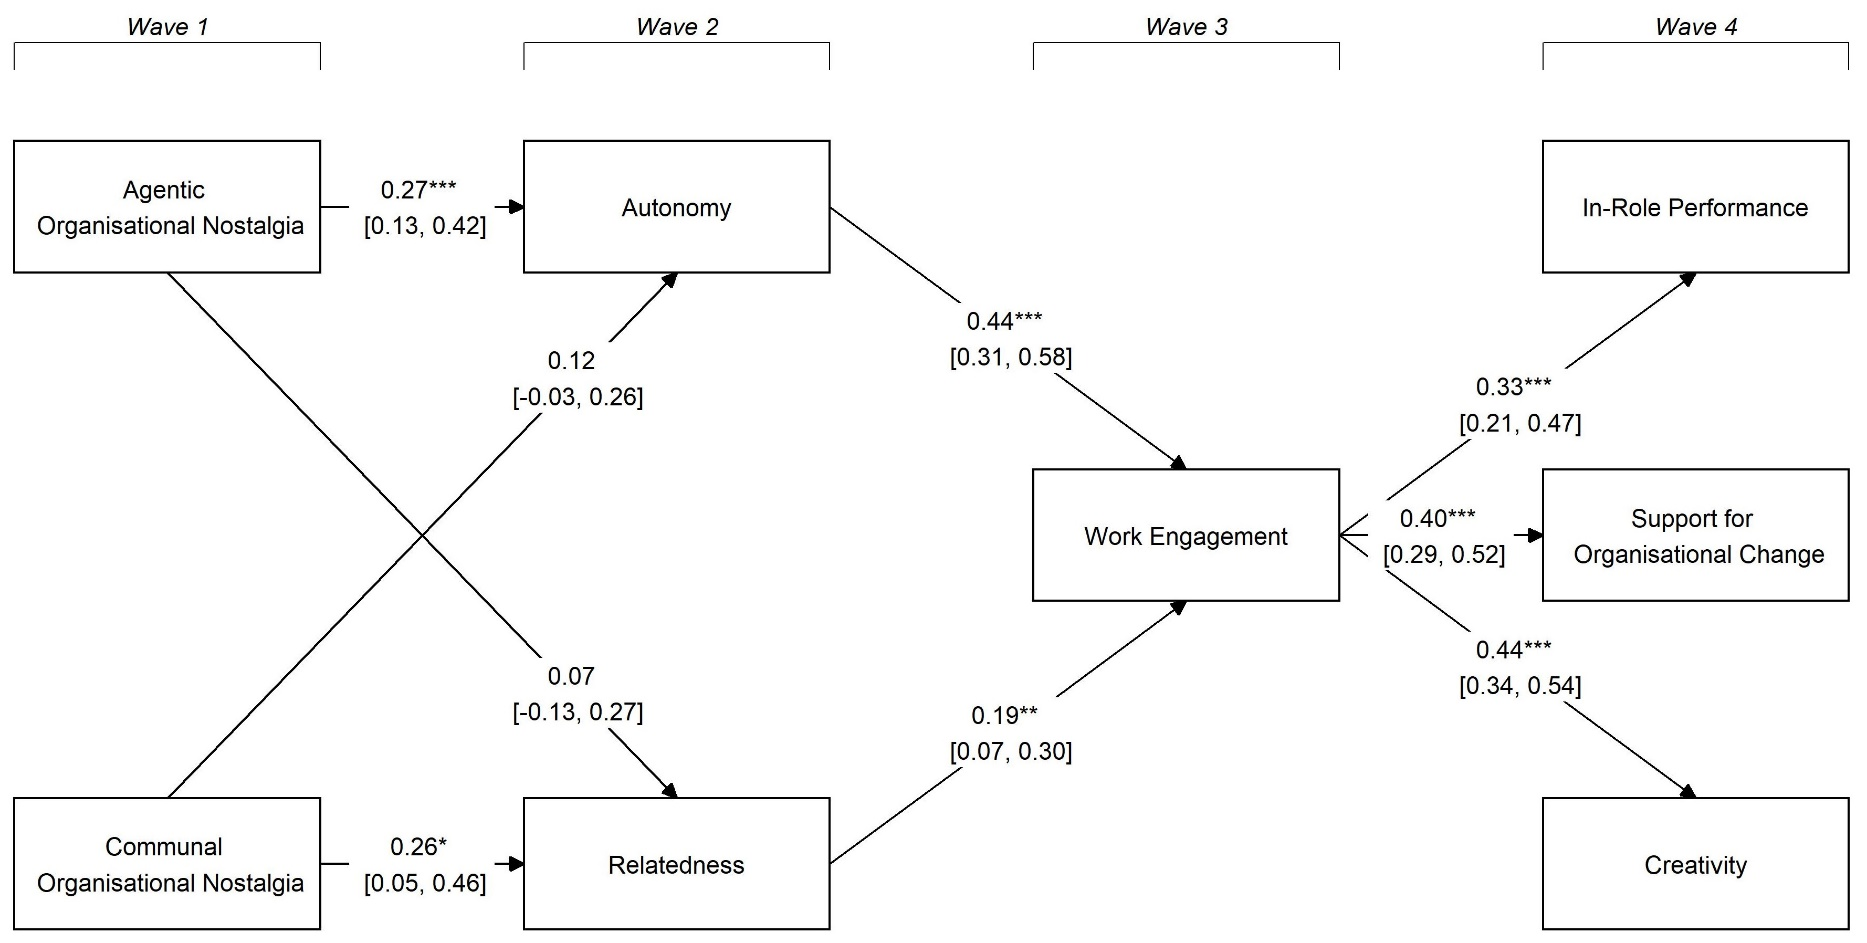 Wave 1
Wave 2
Wave 3
Wave 4
Agentic
Organisational Nostalgia
0.27***
[0.13, 0.42]
Autonomy
In-Role Performance
0.44***
[0.31, 0.58]
0.12
[-0.03, 0.26]
0.33***
[0.21, 0.47]
Work Engagement
0.40***
[0.29, 0.52]
Support for
Organisational Change
0.07
[-0.13, 0.27]
0.44***
[0.34, 0.54]
0.19**
[0.07, 0.30]
Communal
Organisational Nostalgia
0.26*
[0.05, 0.46]
Relatedness
Creativity